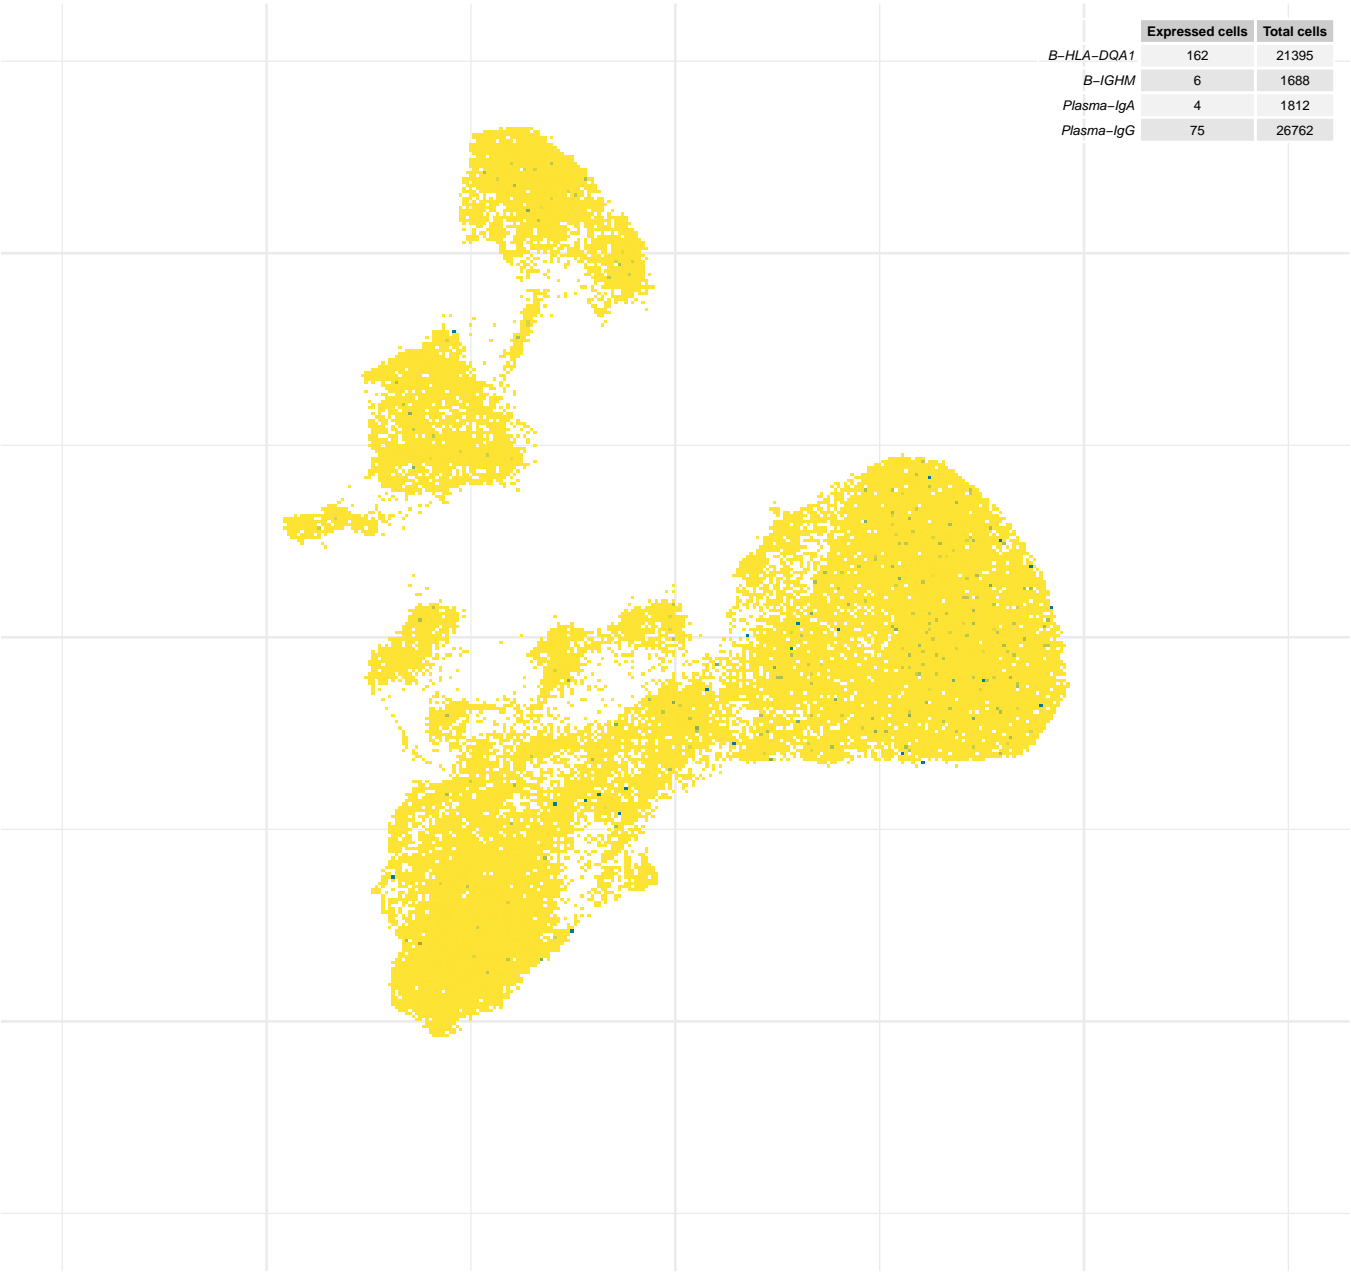 Expressed cells Total cells
B−HLA−DQA1 162 21395
B−IGHM 6 1688
Plasma−IgA 4 1812
Plasma−IgG 75 26762